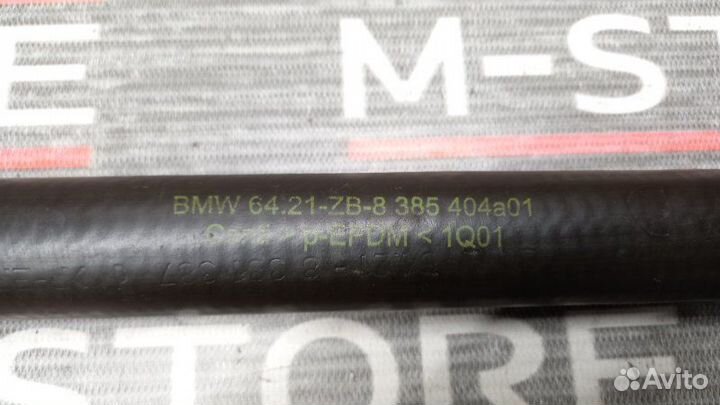 E M-ST
BMW 64.21-ZB-8 385 404a01
p-EPDM < 1Q01
STORE
Avito